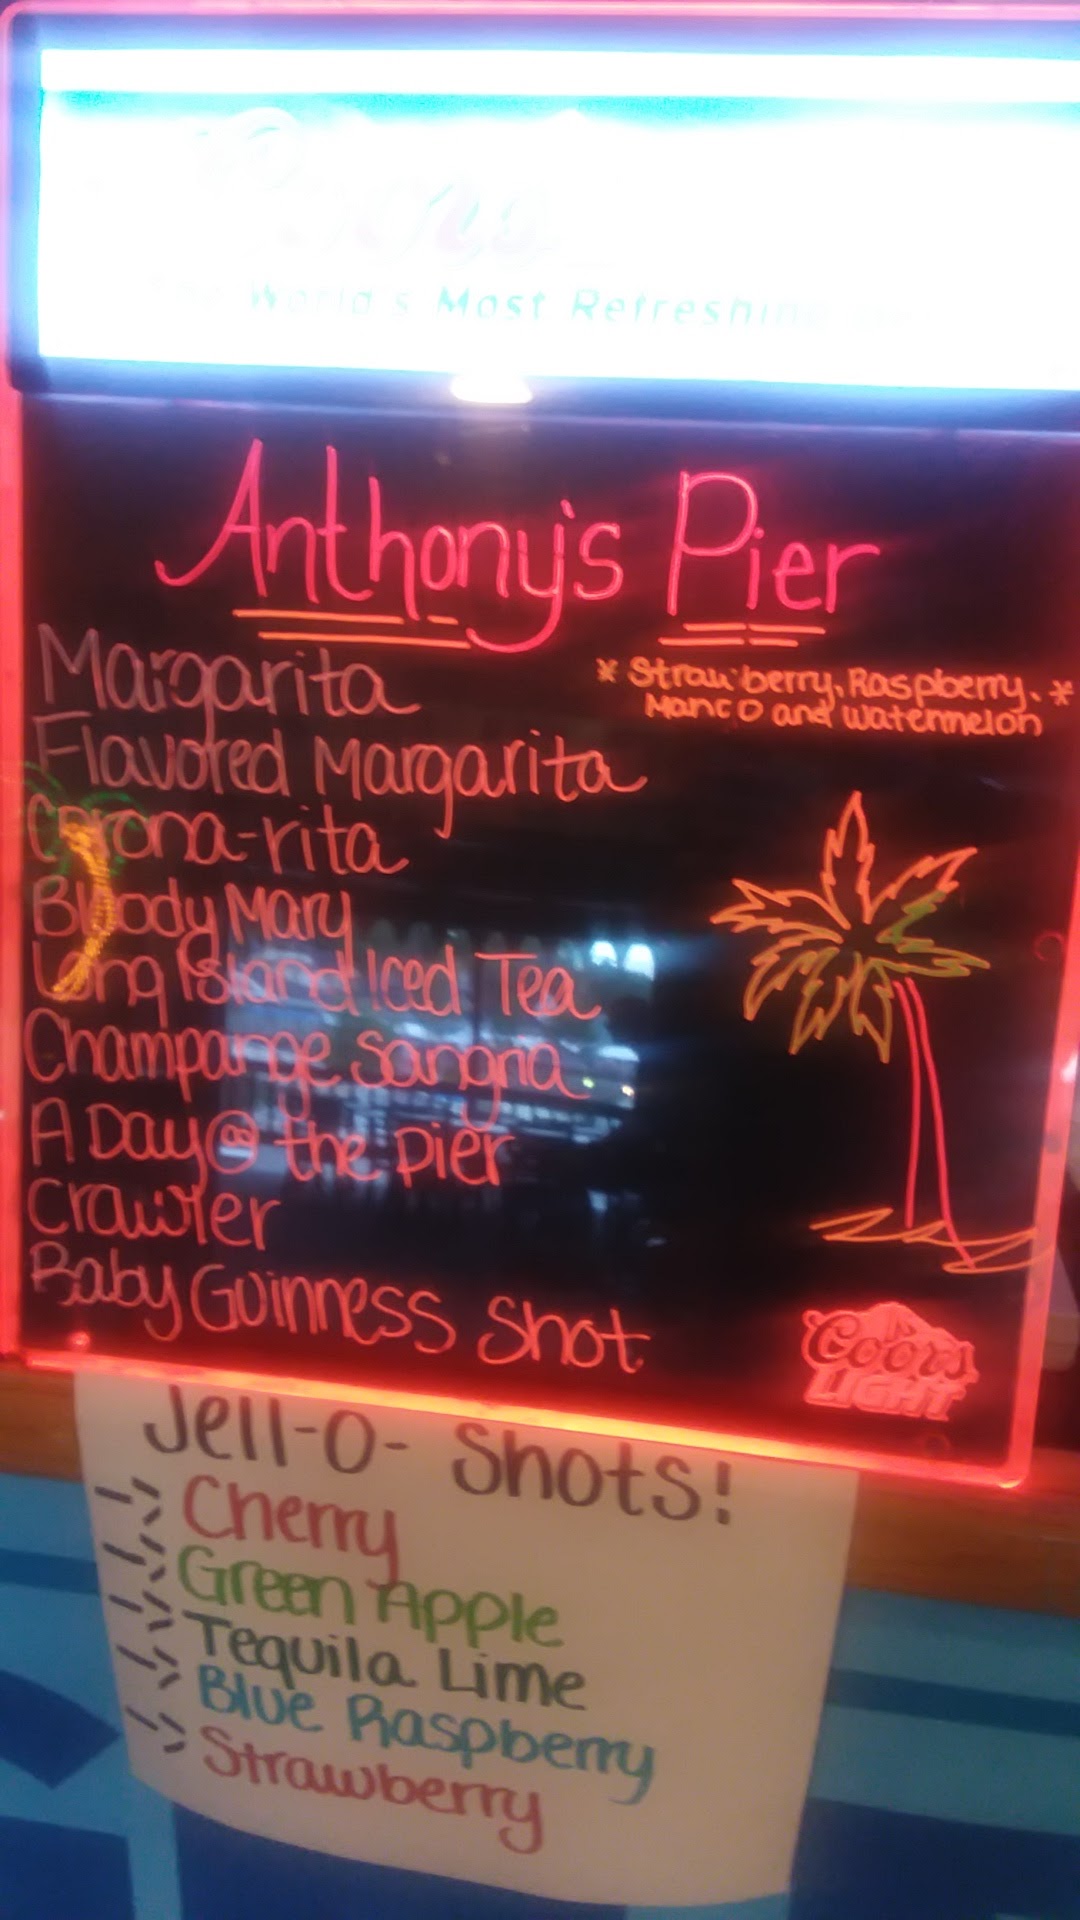 World's Most Refreshing
Anthony's Pier
Margarita
* Strawberry, Raspberry, *
Mango and Watermelon
Flavored Margarita
Corona-rita
Bloody Mary
Long Island Iced Tea
Champange Sangria
A Day @ the pier
Crawler
Baby Guinness Shot
Coors
LIGHT
Jell-O- Shots!
Cherry
Green Apple
Tequila Lime
Blue Raspberry
Strawberry